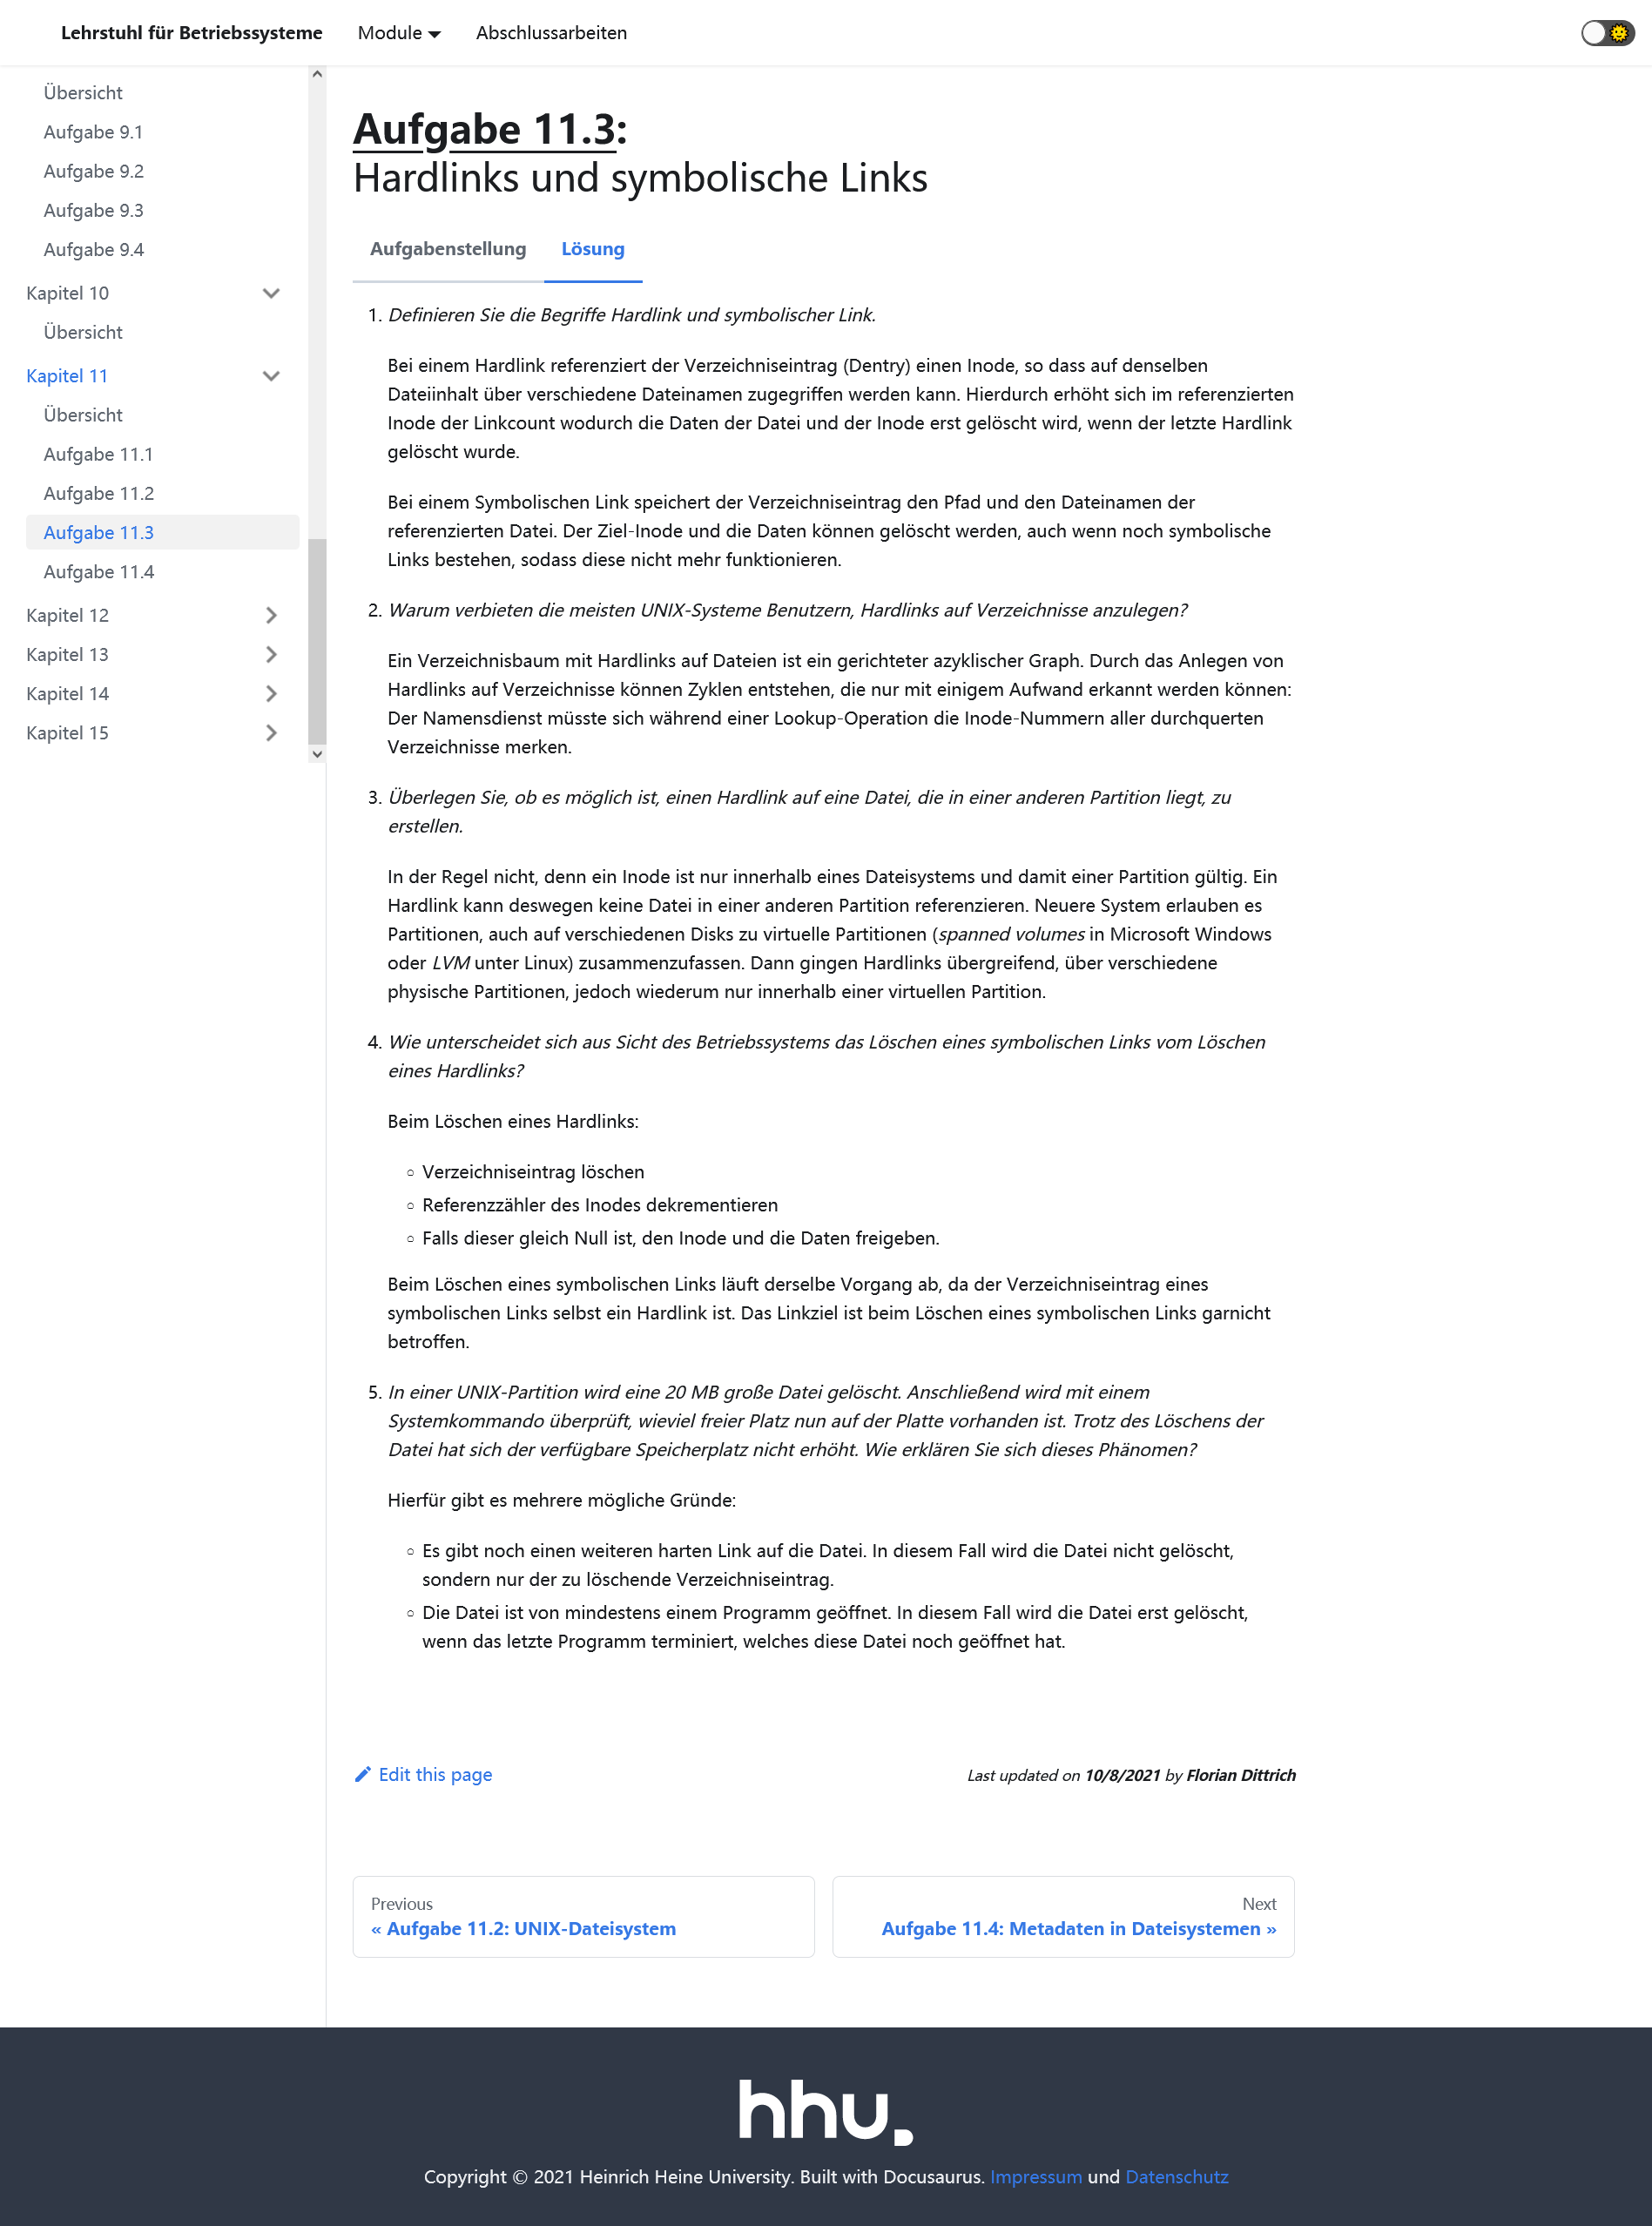 Lehrstuhl für Betriebssysteme Module Abschlussarbeiten
Übersicht
Aufgabe 9.1
Aufgabe 9.2
Aufgabe 9.3
Aufgabe 9.4
Kapitel 10
Übersicht
Kapitel 11
Übersicht
Aufgabe 11.1
Aufgabe 11.2
Aufgabe 11.3
Aufgabe 11.4
Kapitel 12
Kapitel 13
Kapitel 14
Kapitel 15
Aufgabe 11.3:
Hardlinks und symbolische Links
Aufgabenstellung Lösung
1. Definieren Sie die Begriffe Hardlink und symbolischer Link.
Bei einem Hardlink referenziert der Verzeichniseintrag (Dentry) einen Inode, so dass auf denselben
Dateiinhalt über verschiedene Dateinamen zugegriffen werden kann. Hierdurch erhöht sich im referenzierten
Inode der Linkcount wodurch die Daten der Datei und der Inode erst gelöscht wird, wenn der letzte Hardlink
gelöscht wurde.
Bei einem Symbolischen Link speichert der Verzeichniseintrag den Pfad und den Dateinamen der
referenzierten Datei. Der Ziel-Inode und die Daten können gelöscht werden, auch wenn noch symbolische
Links bestehen, sodass diese nicht mehr funktionieren.
2. Warum verbieten die meisten UNIX-Systeme Benutzern, Hardlinks auf Verzeichnisse anzulegen?
Ein Verzeichnisbaum mit Hardlinks auf Dateien ist ein gerichteter azyklischer Graph. Durch das Anlegen von
Hardlinks auf Verzeichnisse können Zyklen entstehen, die nur mit einigem Aufwand erkannt werden können:
Der Namensdienst müsste sich während einer Lookup-Operation die Inode-Nummern aller durchquerten
Verzeichnisse merken.
3. Überlegen Sie, ob es möglich ist, einen Hardlink auf eine Datei, die in einer anderen Partition liegt, zu
erstellen.
In der Regel nicht, denn ein Inode ist nur innerhalb eines Dateisystems und damit einer Partition gültig. Ein
Hardlink kann deswegen keine Datei in einer anderen Partition referenzieren. Neuere System erlauben es
Partitionen, auch auf verschiedenen Disks zu virtuelle Partitionen (spanned volumes in Microsoft Windows
oder LVM unter Linux) zusammenzufassen. Dann gingen Hardlinks übergreifend, über verschiedene
physische Partitionen, jedoch wiederum nur innerhalb einer virtuellen Partition.
4. Wie unterscheidet sich aus Sicht des Betriebssystems das Löschen eines symbolischen Links vom Löschen
eines Hardlinks?
Beim Löschen eines Hardlinks:
Verzeichniseintrag löschen
Referenzzähler des Inodes dekrementieren
Falls dieser gleich Null ist, den Inode und die Daten freigeben.
Beim Löschen eines symbolischen Links läuft derselbe Vorgang ab, da der Verzeichniseintrag eines
symbolischen Links selbst ein Hardlink ist. Das Linkziel ist beim Löschen eines symbolischen Links garnicht
betroffen.
5. In einer UNIX-Partition wird eine 20 MB große Datei gelöscht. Anschließend wird mit einem
Systemkommando überprüft, wieviel freier Platz nun auf der Platte vorhanden ist. Trotz des Löschens der
Datei hat sich der verfügbare Speicherplatz nicht erhöht. Wie erklären Sie sich dieses Phänomen?
Hierfür gibt es mehrere mögliche Gründe:
Es gibt noch einen weiteren harten Link auf die Datei. In diesem Fall wird die Datei nicht gelöscht,
sondern nur der zu löschende Verzeichniseintrag.
Die Datei ist von mindestens einem Programm geöffnet. In diesem Fall wird die Datei erst gelöscht,
wenn das letzte Programm terminiert, welches diese Datei noch geöffnet hat.
Edit this page
Last updated on 10/8/2021 by Florian Dittrich
Previous
« Aufgabe 11.2: UNIX-Dateisystem
Next
Aufgabe 11.4: Metadaten in Dateisystemen »
hhu.
Copyright © 2021 Heinrich Heine University. Built with Docusaurus. Impressum und Datenschutz